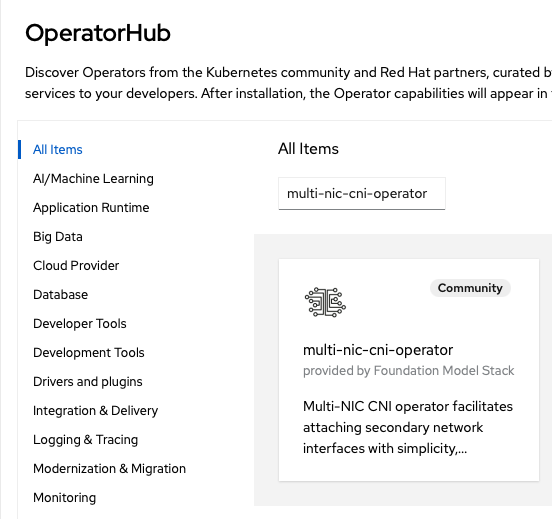 OperatorHub
Discover Operators from the Kubernetes community and Red Hat partners, curated
services to your developers. After installation, the Operator capabilities will appear in
All Items
AI/Machine Learning
Application Runtime
Big Data
Cloud Provider
Database
Developer Tools
Development Tools
Drivers and plugins
Integration & Delivery
Logging & Tracing
Modernization & Migration
Monitoring
All Items
multi-nic-cni-operator
Community
multi-nic-cni-operator
provided by Foundation Model Stack
Multi-NIC CNI operator facilitates
attaching secondary network
interfaces with simplicity,...